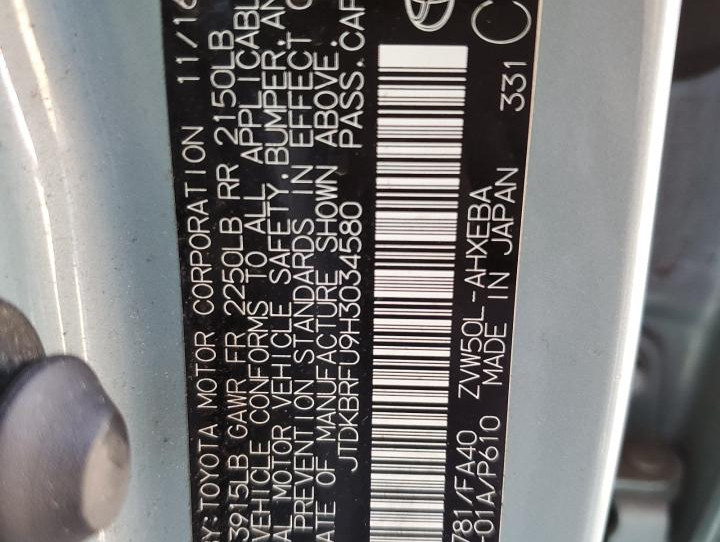 BY:TOYOTA MOTOR CORPORATION 11/16
3915LB GAWR FR 2250LB RR 2150LB
VEHICLE CONFORMS TO ALL APPLICABL
AL MOTOR VEHICLE SAFETY, BUMPER, AN
PREVENTION STANDARDS IN EFFECT O
ATE OF MANUFACTURE SHOWN ABOVE.
JTDKBRFU9H3034580 PASS.CAR
781/FA40 ZVW50L-AHXEBA
-01A/P610 MADE IN JAPAN 331